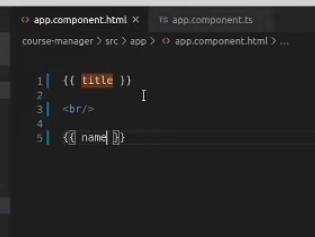 <> app.component.html × TS app.component.ts
course-manager > src > app > <> app.component.html > ...
1 {{ title }}
2
3 <br/>
4
5 {{ name }}